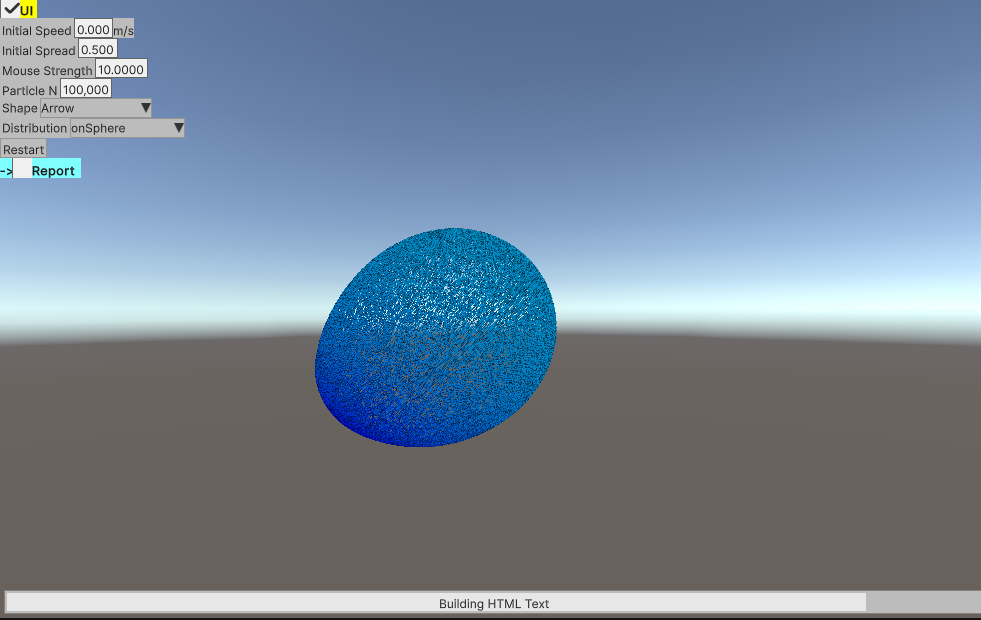 UI
Initial Speed 0.000 m/s
Initial Spread 0.500
Mouse Strength 10.0000
Particle N 100,000
Shape Arrow
Distribution onSphere
Restart
-> Report
Building HTML Text